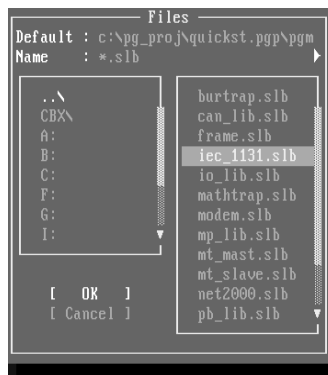 Files
Default : c:\pg_proj\quickst.pgp\pgm
Name : *.slb
..\
CBX\
A:
B:
C:
F:
G:
I:
[ OK ]
[ Cancel ]
burtrap.slb
can_lib.slb
frame.slb
iec_1131.slb
io_lib.slb
mathtrap.slb
modem.slb
mp_lib.slb
mt_mast.slb
mt_slave.slb
net2000.slb
pb_lib.slb